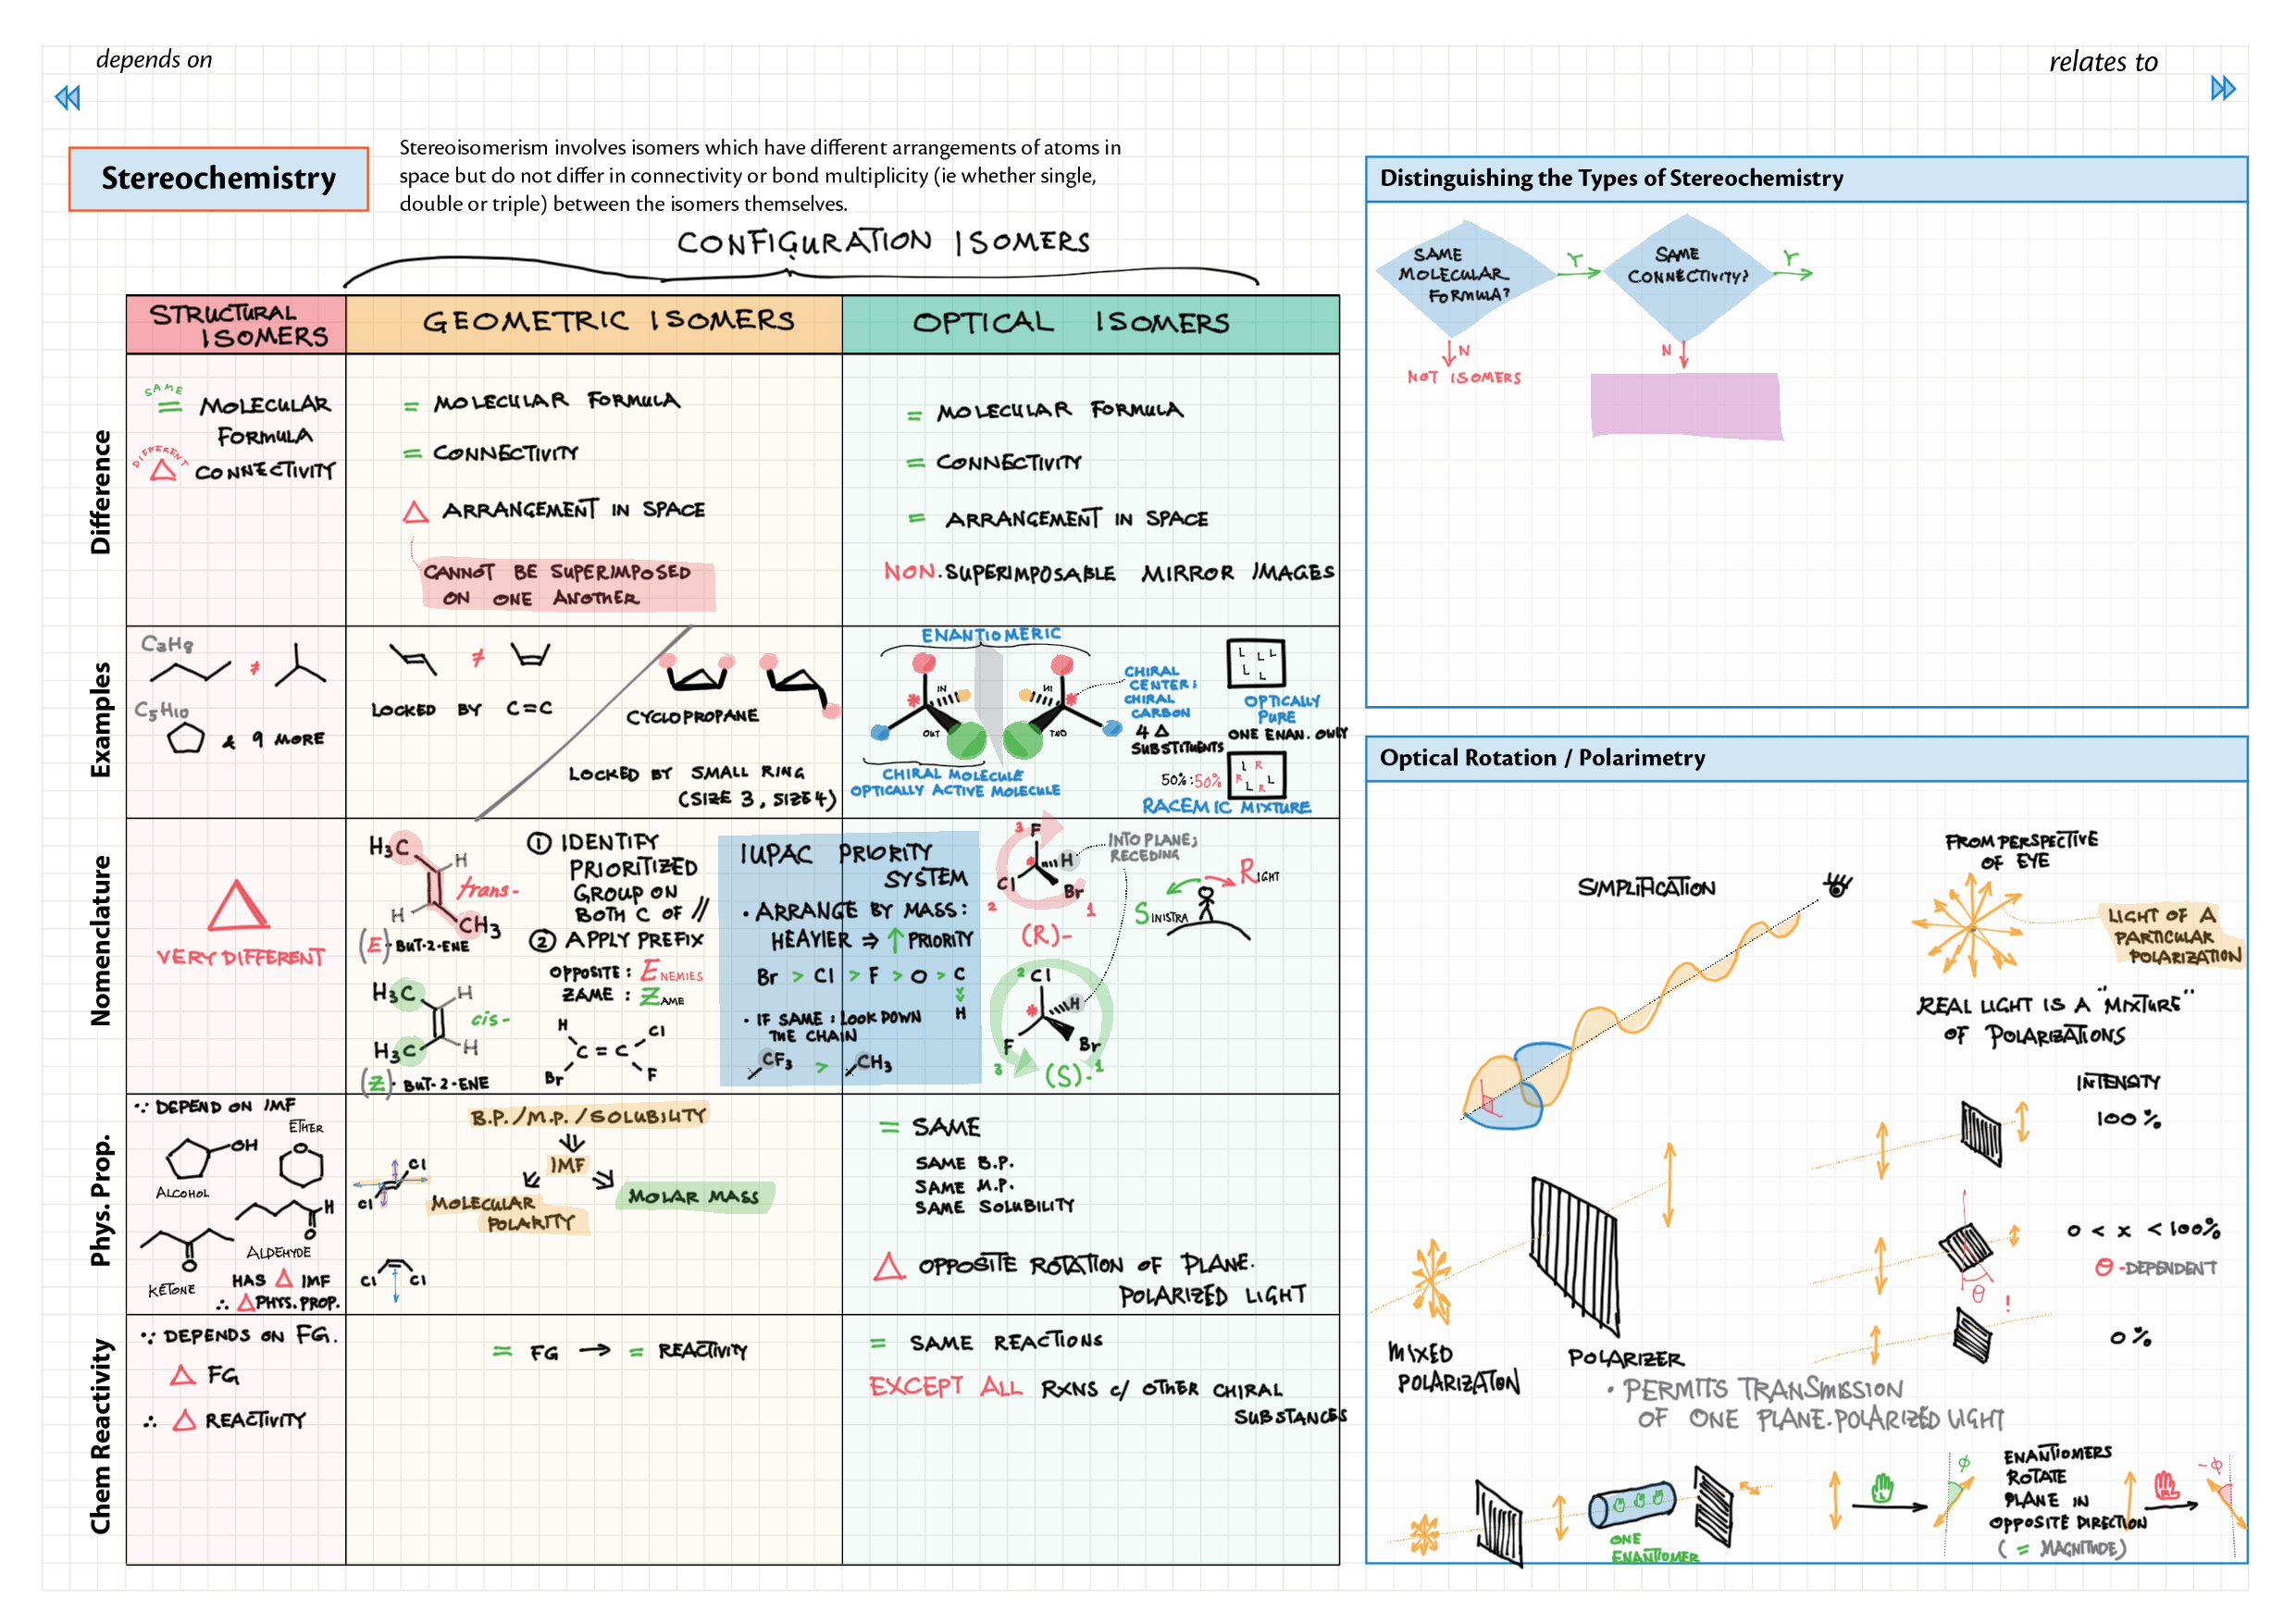 depends on
relates to
Stereochemistry
Stereoisomerism involves isomers which have different arrangements of atoms in
space but do not differ in connectivity or bond multiplicity (ie whether single,
double or triple) between the isomers themselves.
CONFIGURATION ISOMERS
STRUCTURAL
ISOMERS
GEOMETRIC ISOMERS
OPTICAL ISOMERS
Difference
SAME
= MOLECULAR
FORMULA
DIFFERENT
△ CONNECTIVITY
= MOLECULAR FORMULA
= CONNECTIVITY
△ ARRANGEMENT IN SPACE
CANNOT BE SUPERIMPOSED
ON ONE ANOTHER
= MOLECULAR FORMULA
= CONNECTIVITY
= ARRANGEMENT IN SPACE
NON-SUPERIMPOSABLE MIRROR IMAGES
Examples
C3H8
≠
C5H10
& 9 MORE
≠
LOCKED BY C=C
CYCLOPROPANE
LOCKED BY SMALL RING
(SIZE 3, SIZE 4)
ENANTIOMERIC
IN
OUT
IN
OUT
CHIRAL MOLECULE
OPTICALLY ACTIVE MOLECULE
CHIRAL
CENTER;
CHIRAL
CARBON
4 △
SUBSTITUENTS
L L L
L L
OPTICALLY
PURE
ONE ENAN. ONLY
50%:50%
L R
R L
L R
RACEMIC MIXTURE
Nomenclature
△
VERY DIFFERENT
H3C
H
trans-
H
CH3
(E)-BUT-2-ENE
H3C
H
cis-
H3C
H
(Z)-BUT-2-ENE
① IDENTIFY
PRIORITIZED
GROUP ON
BOTH C OF //
② APPLY PREFIX
OPPOSITE: ENEMIES
ZAME: ZAME
H
Cl
C=C
Br
F
IUPAC PRIORITY
SYSTEM
• ARRANGE BY MASS:
HEAVIER ⇒ ↑ PRIORITY
Br > Cl > F > O > C
H
• IF SAME: LOOK DOWN
THE CHAIN
CF3 > CH3
3 F
H
Cl
Br
2
1
(R)-
INTO PLANE;
RECEDING
RIGHT
SINISTRA
2 Cl
H
F
Br
3
1
(S)-
Phys. Prop.
∵ DEPEND ON IMF
OH
ALCOHOL
ETHER
O
H
O
ALDEHYDE
O
KETONE
HAS △ IMF
∴ △ PHYS. PROP.
B.P./M.P./SOLUBILITY
IMF
MOLECULAR
POLARITY
MOLAR MASS
Cl
Cl
Cl
Cl
= SAME
SAME B.P.
SAME M.P.
SAME SOLUBILITY
△ OPPOSITE ROTATION OF PLANE-
POLARIZED LIGHT
Chem Reactivity
∵ DEPENDS ON FG.
△ FG
∴ △ REACTIVITY
= FG → = REACTIVITY
= SAME REACTIONS
EXCEPT ALL RXNS c/ OTHER CHIRAL
SUBSTANCES
Distinguishing the Types of Stereochemistry
SAME
MOLECULAR
FORMULA?
Y
N
NOT ISOMERS
SAME
CONNECTIVITY?
Y
N
Optical Rotation / Polarimetry
SIMPLIFICATION
FROM PERSPECTIVE
OF EYE
LIGHT OF A
PARTICULAR
POLARIZATION
REAL LIGHT IS A "MIXTURE"
OF POLARIZATIONS
INTENSITY
100 %
0 < x < 100%
θ-DEPENDENT
θ !
0 %
MIXED
POLARIZATION
POLARIZER
• PERMITS TRANSMISSION
OF ONE PLANE-POLARIZED LIGHT
ONE
ENANTIOMER
φ
ENANTIOMERS
ROTATE
PLANE IN
OPPOSITE DIRECTION
(= MAGNITUDE)
-φ